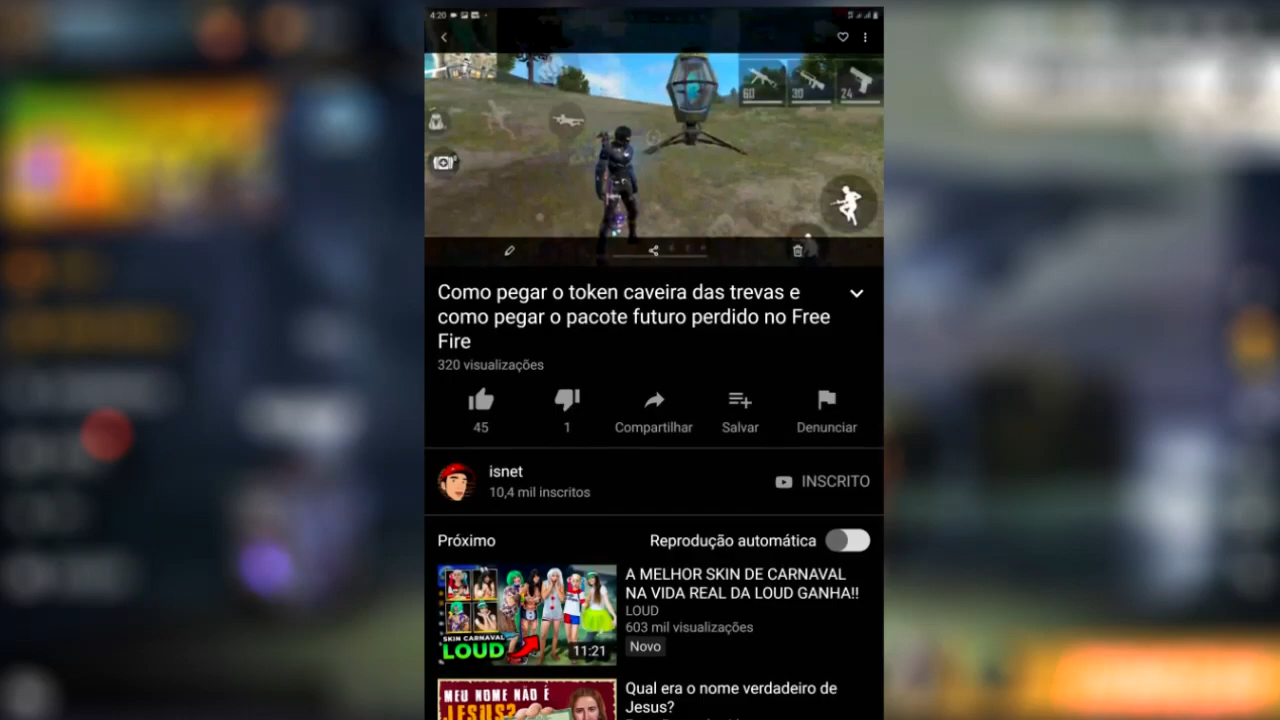 4:20
60
30
24
Como pegar o token caveira das trevas e
como pegar o pacote futuro perdido no Free
Fire
320 visualizações
45
1
Compartilhar
Salvar
Denunciar
isnet
10,4 mil inscritos
INSCRITO
Próximo
Reprodução automática
A MELHOR SKIN DE CARNAVAL
NA VIDA REAL DA LOUD GANHA!!
LOUD
603 mil visualizações
Novo
SKIN CARNAVAL
LOUD
11:21
Qual era o nome verdadeiro de
Jesus?
MEU NOME NÃO É
JESUS?